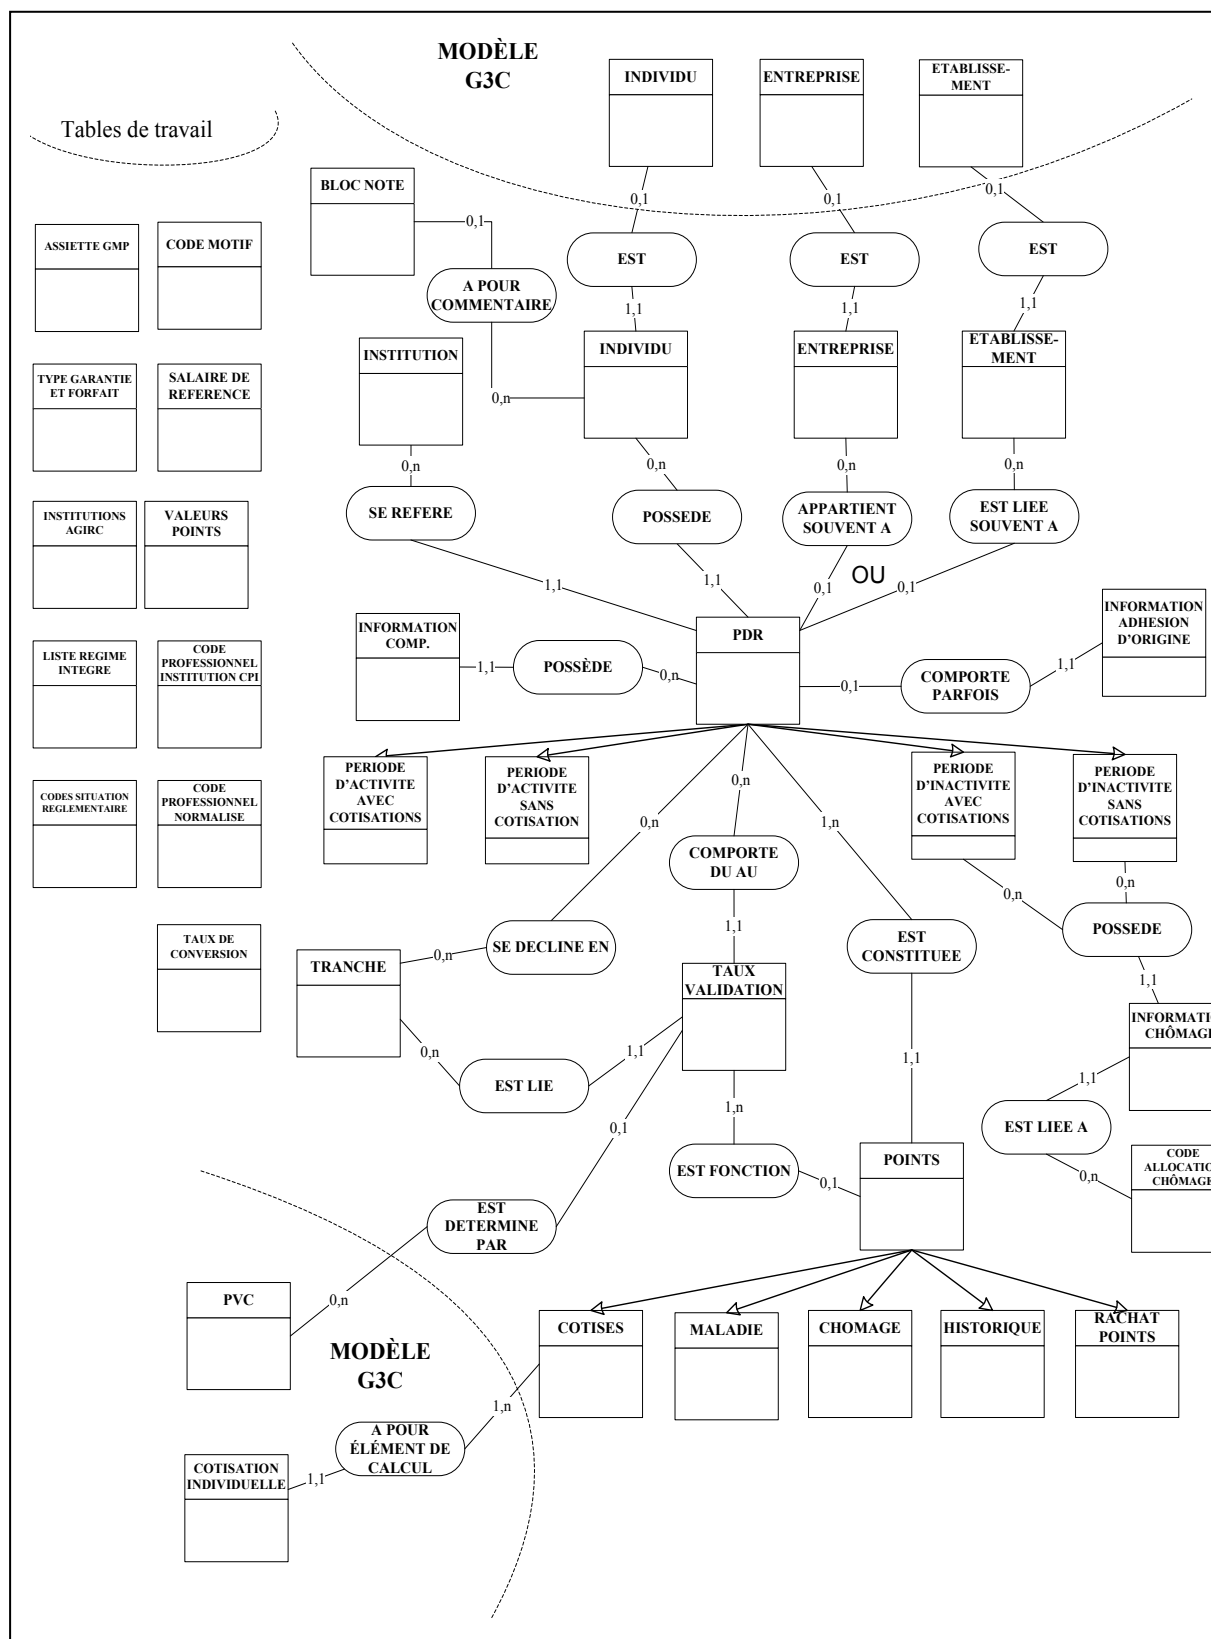 MODÈLE
G3C
INDIVIDU
ENTREPRISE
ETABLISSE-
MENT
Tables de travail
BLOC NOTE
0,1
0,1
0,1
0,1
ASSIETTE GMP
CODE MOTIF
EST
EST
EST
A POUR
COMMENTAIRE
1,1
1,1
1,1
INSTITUTION
INDIVIDU
ENTREPRISE
ETABLISSE-
MENT
TYPE GARANTIE
ET FORFAIT
SALAIRE DE
REFERENCE
0,n
0,n
0,n
0,n
0,n
SE REFERE
POSSEDE
APPARTIENT
SOUVENT A
EST LIEE
SOUVENT A
INSTITUTIONS
AGIRC
VALEURS
POINTS
OU
1,1
1,1
0,1
0,1
INFORMATION
COMP.
PDR
INFORMATION
ADHESION
D'ORIGINE
LISTE REGIME
INTEGRE
CODE
PROFESSIONNEL
INSTITUTION CPI
1,1
POSSÈDE
0,n
0,1
COMPORTE
PARFOIS
1,1
PERIODE
D'ACTIVITE
AVEC
COTISATIONS
PERIODE
D'ACTIVITE
SANS
COTISATION
PERIODE
D'INACTIVITE
AVEC
COTISATIONS
PERIODE
D'INACTIVITE
SANS
COTISATIONS
0,n
CODES SITUATION
REGLEMENTAIRE
CODE
PROFESSIONNEL
NORMALISE
0,n
1,n
COMPORTE
DU AU
0,n
0,n
TAUX DE
CONVERSION
TRANCHE
0,n
SE DECLINE EN
1,1
EST
CONSTITUEE
POSSEDE
TAUX
VALIDATION
1,1
0,n
EST LIE
1,1
1,1
INFORMATIO
CHÔMAGE
1,1
0,1
1,n
EST LIEE A
EST FONCTION
0,1
POINTS
0,n
CODE
ALLOCATIO
CHÔMAGE
EST
DETERMINE
PAR
0,n
PVC
MODÈLE
G3C
COTISES
MALADIE
CHOMAGE
HISTORIQUE
RACHAT
POINTS
1,n
A POUR
ÉLÉMENT DE
CALCUL
1,1
COTISATION
INDIVIDUELLE